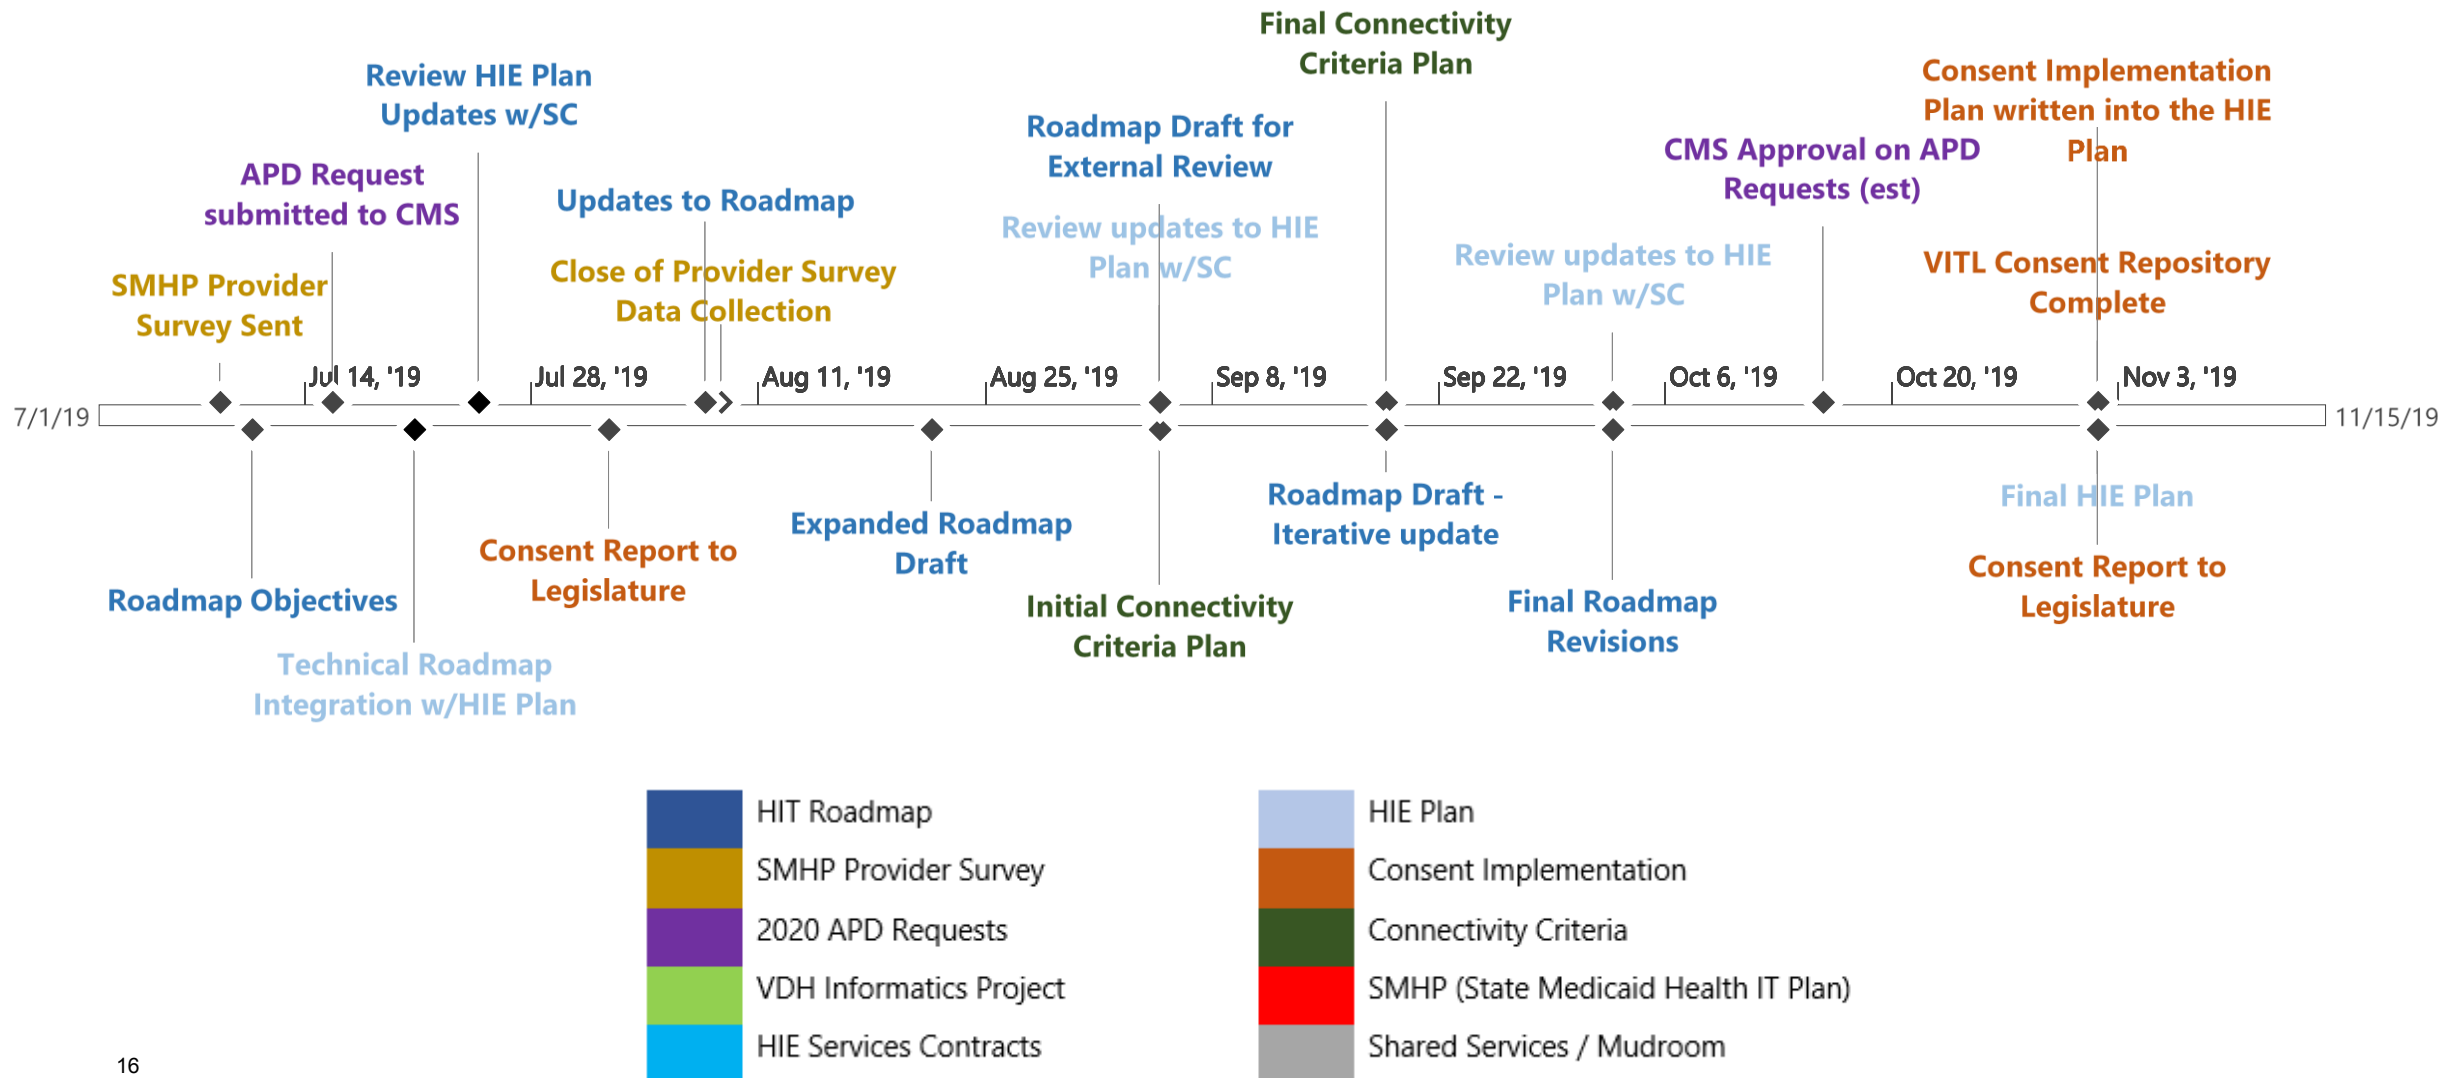 Final Connectivity
Criteria Plan
Review HIE Plan
Updates w/SC
Consent Implementation
Plan written into the HIE
Plan
Roadmap Draft for
External Review
CMS Approval on APD
Requests (est)
APD Request
submitted to CMS
Updates to Roadmap
Review updates to HIE
Plan w/SC
Review updates to HIE
Plan w/SC
VITL Consent Repository
Complete
Close of Provider Survey
Data Collection
SMHP Provider
Survey Sent
Jul 14, '19
Jul 28, '19
Aug 11, '19
Aug 25, '19
Sep 8, '19
Sep 22, '19
Oct 6, '19
Oct 20, '19
Nov 3, '19
7/1/19
11/15/19
Roadmap Draft -
Iterative update
Final HIE Plan
Expanded Roadmap
Draft
Consent Report to
Legislature
Consent Report to
Legislature
Roadmap Objectives
Initial Connectivity
Criteria Plan
Final Roadmap
Revisions
Technical Roadmap
Integration w/HIE Plan
HIT Roadmap
SMHP Provider Survey
2020 APD Requests
VDH Informatics Project
HIE Services Contracts
HIE Plan
Consent Implementation
Connectivity Criteria
SMHP (State Medicaid Health IT Plan)
Shared Services / Mudroom
16